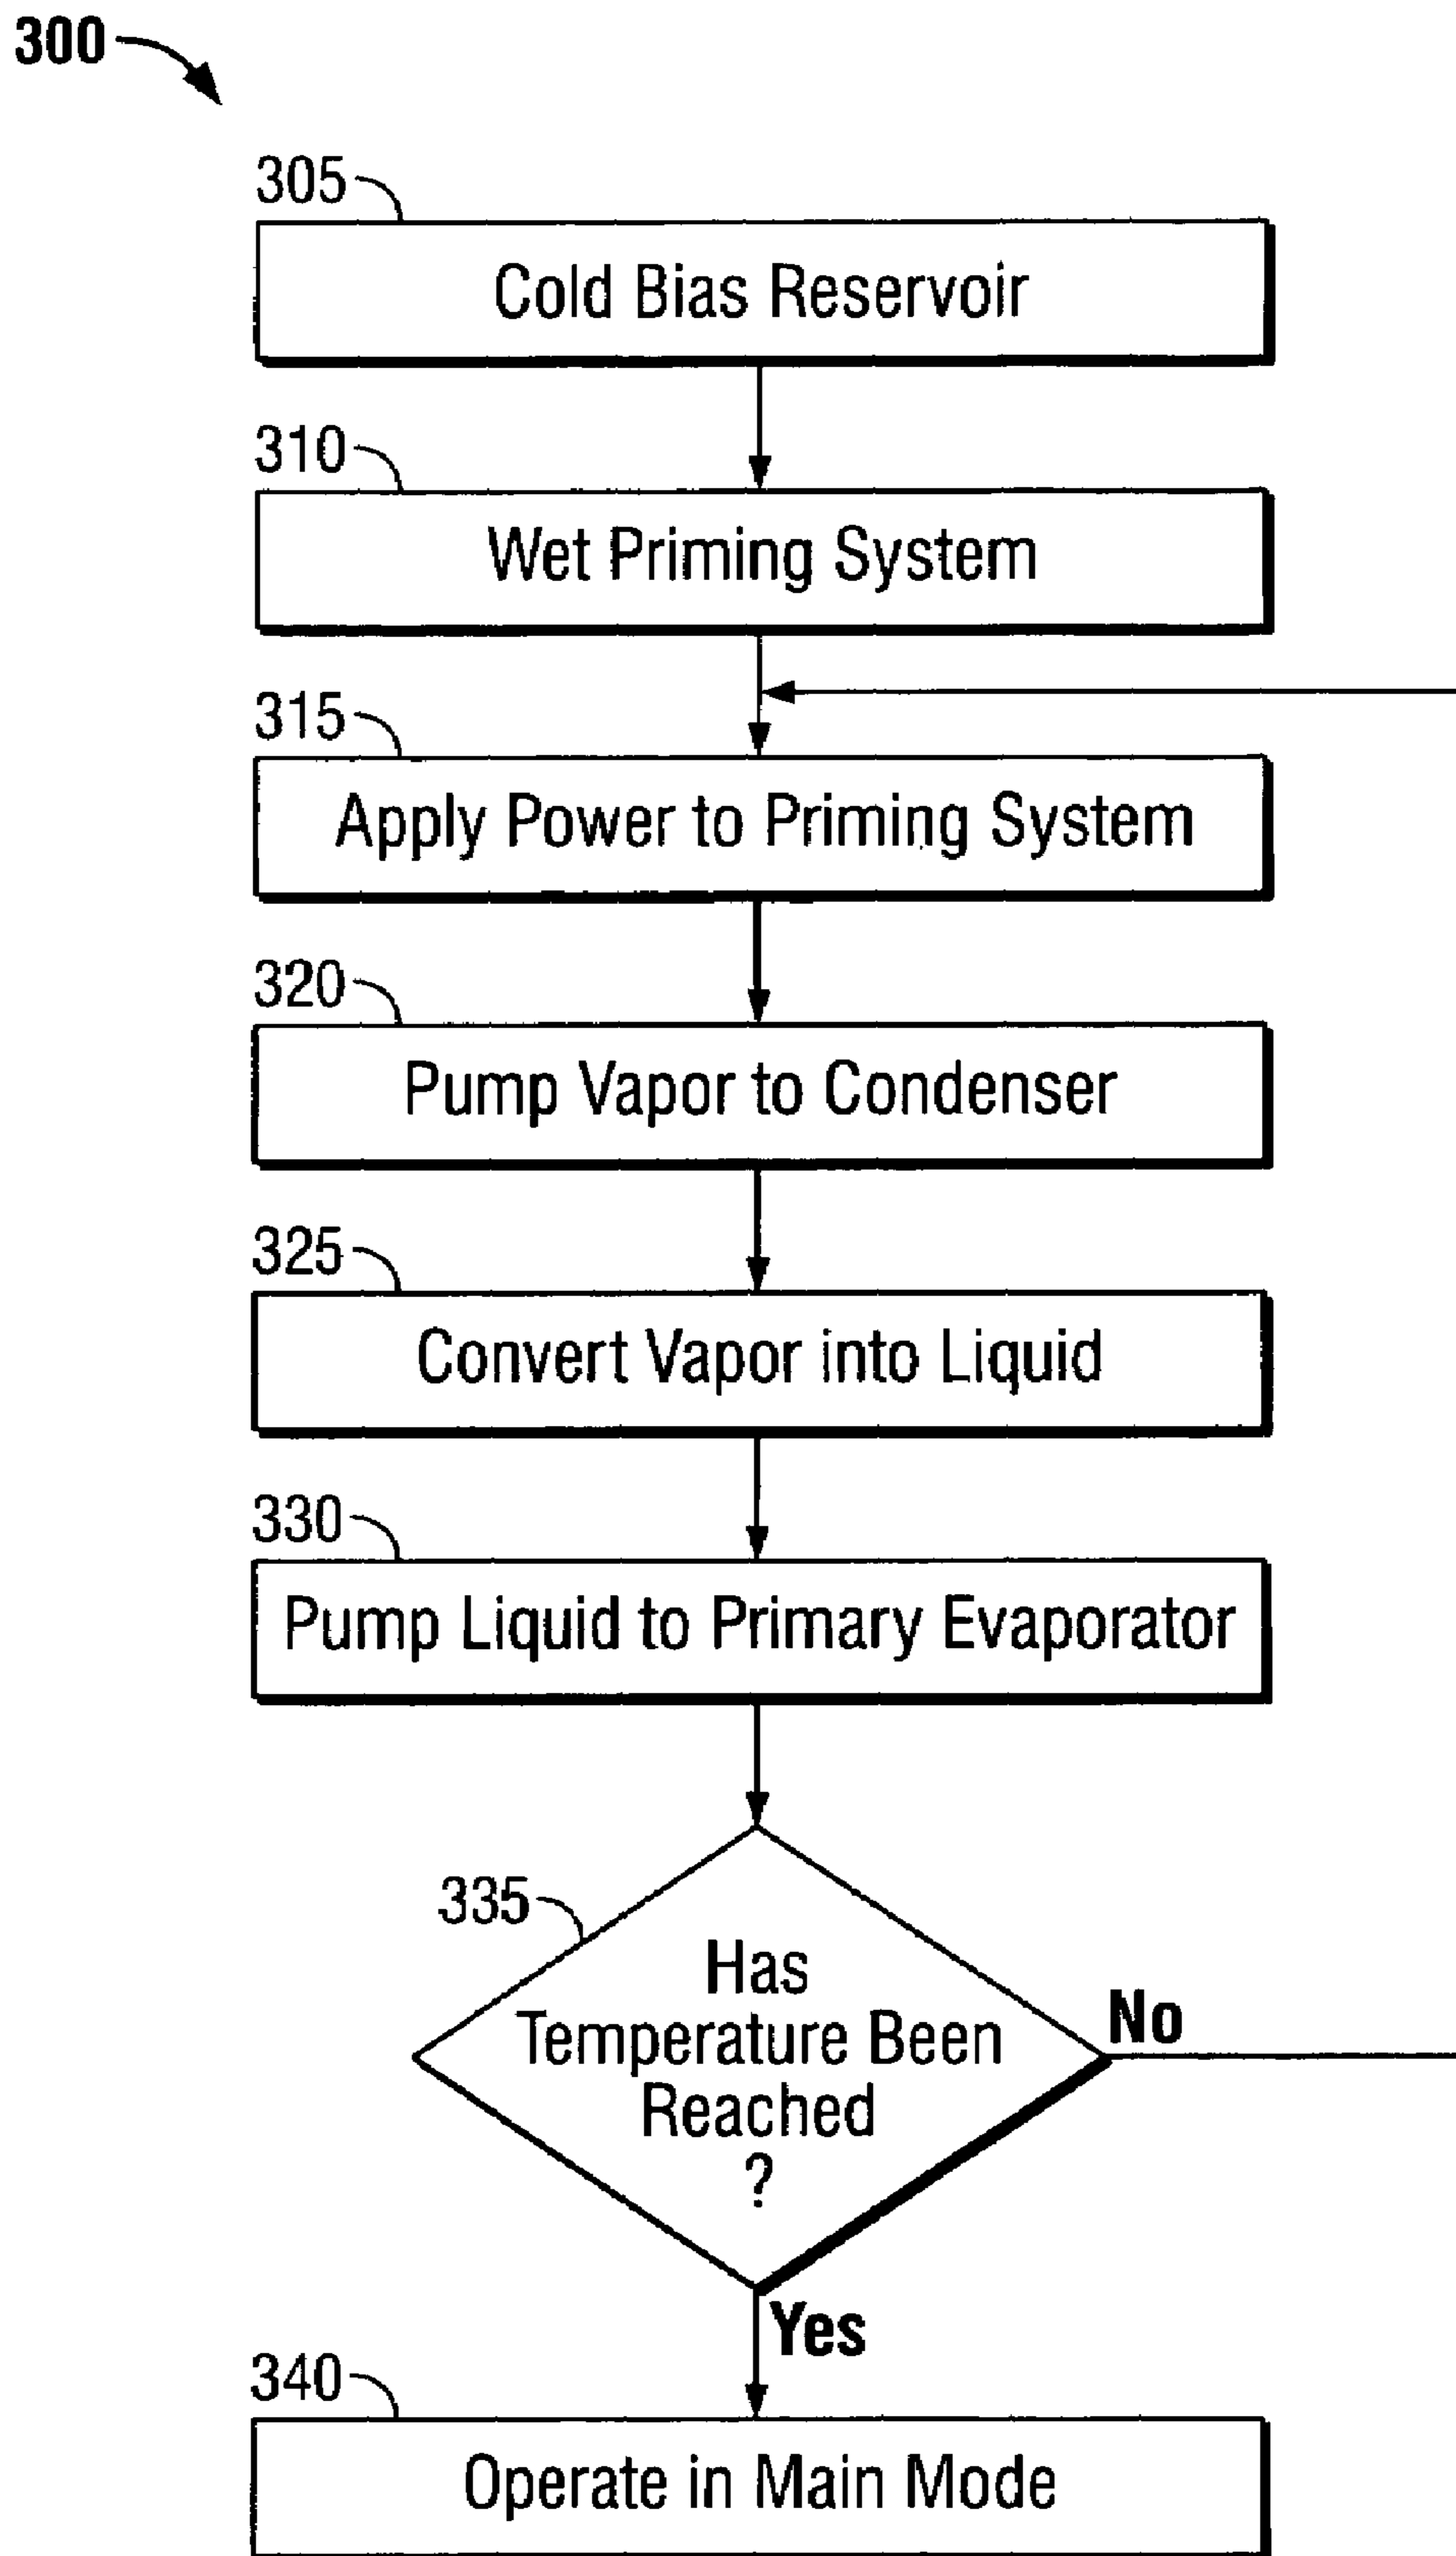 300
305
Cold Bias Reservoir
310
Wet Priming System
315
Apply Power to Priming System
320
Pump Vapor to Condenser
325
Convert Vapor into Liquid
330
Pump Liquid to Primary Evaporator
335
Has
Temperature Been
Reached
?
No
Yes
340
Operate in Main Mode